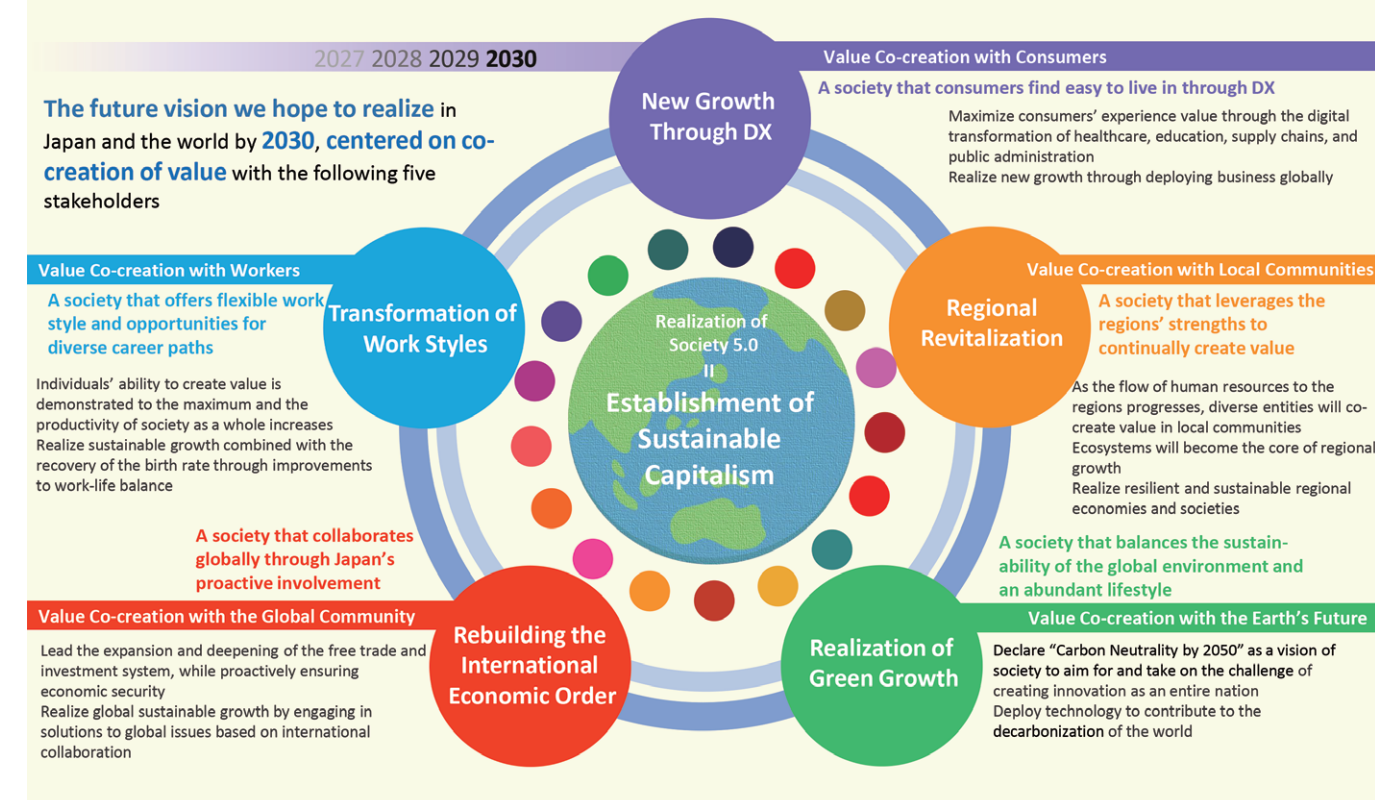 2027 2028 2029 2030
The future vision we hope to realize in
Japan and the world by 2030, centered on co-
creation of value with the following five
stakeholders
New Growth
Through DX
Value Co-creation with Consumers
A society that consumers find easy to live in through DX
Maximize consumers’ experience value through the digital
transformation of healthcare, education, supply chains, and
public administration
Realize new growth through deploying business globally
Value Co-creation with Workers
A society that offers flexible work
style and opportunities for
diverse career paths
Transformation of
Work Styles
Individuals’ ability to create value is
demonstrated to the maximum and the
productivity of society as a whole increases
Realize sustainable growth combined with the
recovery of the birth rate through improvements
to work-life balance
Realization of
Society 5.0
=
Establishment of
Sustainable
Capitalism
Regional
Revitalization
Value Co-creation with Local Communities
A society that leverages the
regions’ strengths to
continually create value
As the flow of human resources to the
regions progresses, diverse entities will co-
create value in local communities
Ecosystems will become the core of regional
growth
Realize resilient and sustainable regional
economies and societies
A society that collaborates
globally through Japan’s
proactive involvement
Value Co-creation with the Global Community
Lead the expansion and deepening of the free trade and
investment system, while proactively ensuring
economic security
Realize global sustainable growth by engaging in
solutions to global issues based on international
collaboration
Rebuilding the
International
Economic Order
Realization of
Green Growth
A society that balances the sustain-
ability of the global environment and
an abundant lifestyle
Value Co-creation with the Earth’s Future
Declare “Carbon Neutrality by 2050” as a vision of
society to aim for and take on the challenge of
creating innovation as an entire nation
Deploy technology to contribute to the
decarbonization of the world